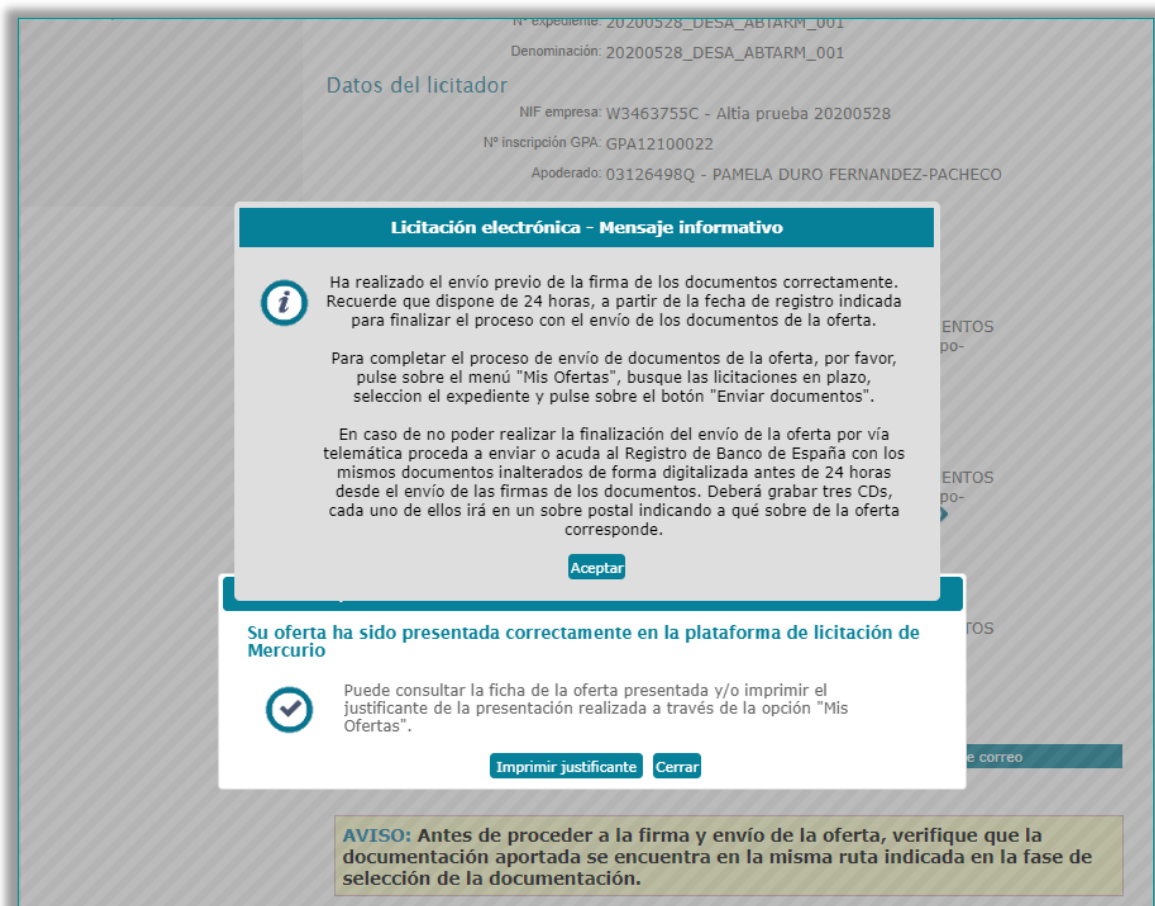 Nº expediente: 20200528_DESA_ABTARM_001
Denominación: 20200528_DESA_ABTARM_001
Datos del licitador
NIF empresa: W3463755C - Altia prueba 20200528
Nº inscripción GPA: GPA12100022
Apoderado: 03126498Q - PAMELA DURO FERNANDEZ-PACHECO
Licitación electrónica - Mensaje informativo
Ha realizado el envío previo de la firma de los documentos correctamente.
Recuerde que dispone de 24 horas, a partir de la fecha de registro indicada
para finalizar el proceso con el envío de los documentos de la oferta.
Para completar el proceso de envío de documentos de la oferta, por favor,
pulse sobre el menú "Mis Ofertas", busque las licitaciones en plazo,
seleccion el expediente y pulse sobre el botón "Enviar documentos".
En caso de no poder realizar la finalización del envío de la oferta por vía
telemática proceda a enviar o acuda al Registro de Banco de España con los
mismos documentos inalterados de forma digitalizada antes de 24 horas
desde el envío de las firmas de los documentos. Deberá grabar tres CDs,
cada uno de ellos irá en un sobre postal indicando a qué sobre de la oferta
corresponde.
Aceptar
ENTOS
po-
ENTOS
po-
TOS
Su oferta ha sido presentada correctamente en la plataforma de licitación de
Mercurio
Puede consultar la ficha de la oferta presentada y/o imprimir el
justificante de la presentación realizada a través de la opción "Mis
Ofertas".
Imprimir justificante Cerrar
e correo
AVISO: Antes de proceder a la firma y envío de la oferta, verifique que la
documentación aportada se encuentra en la misma ruta indicada en la fase de
selección de la documentación.